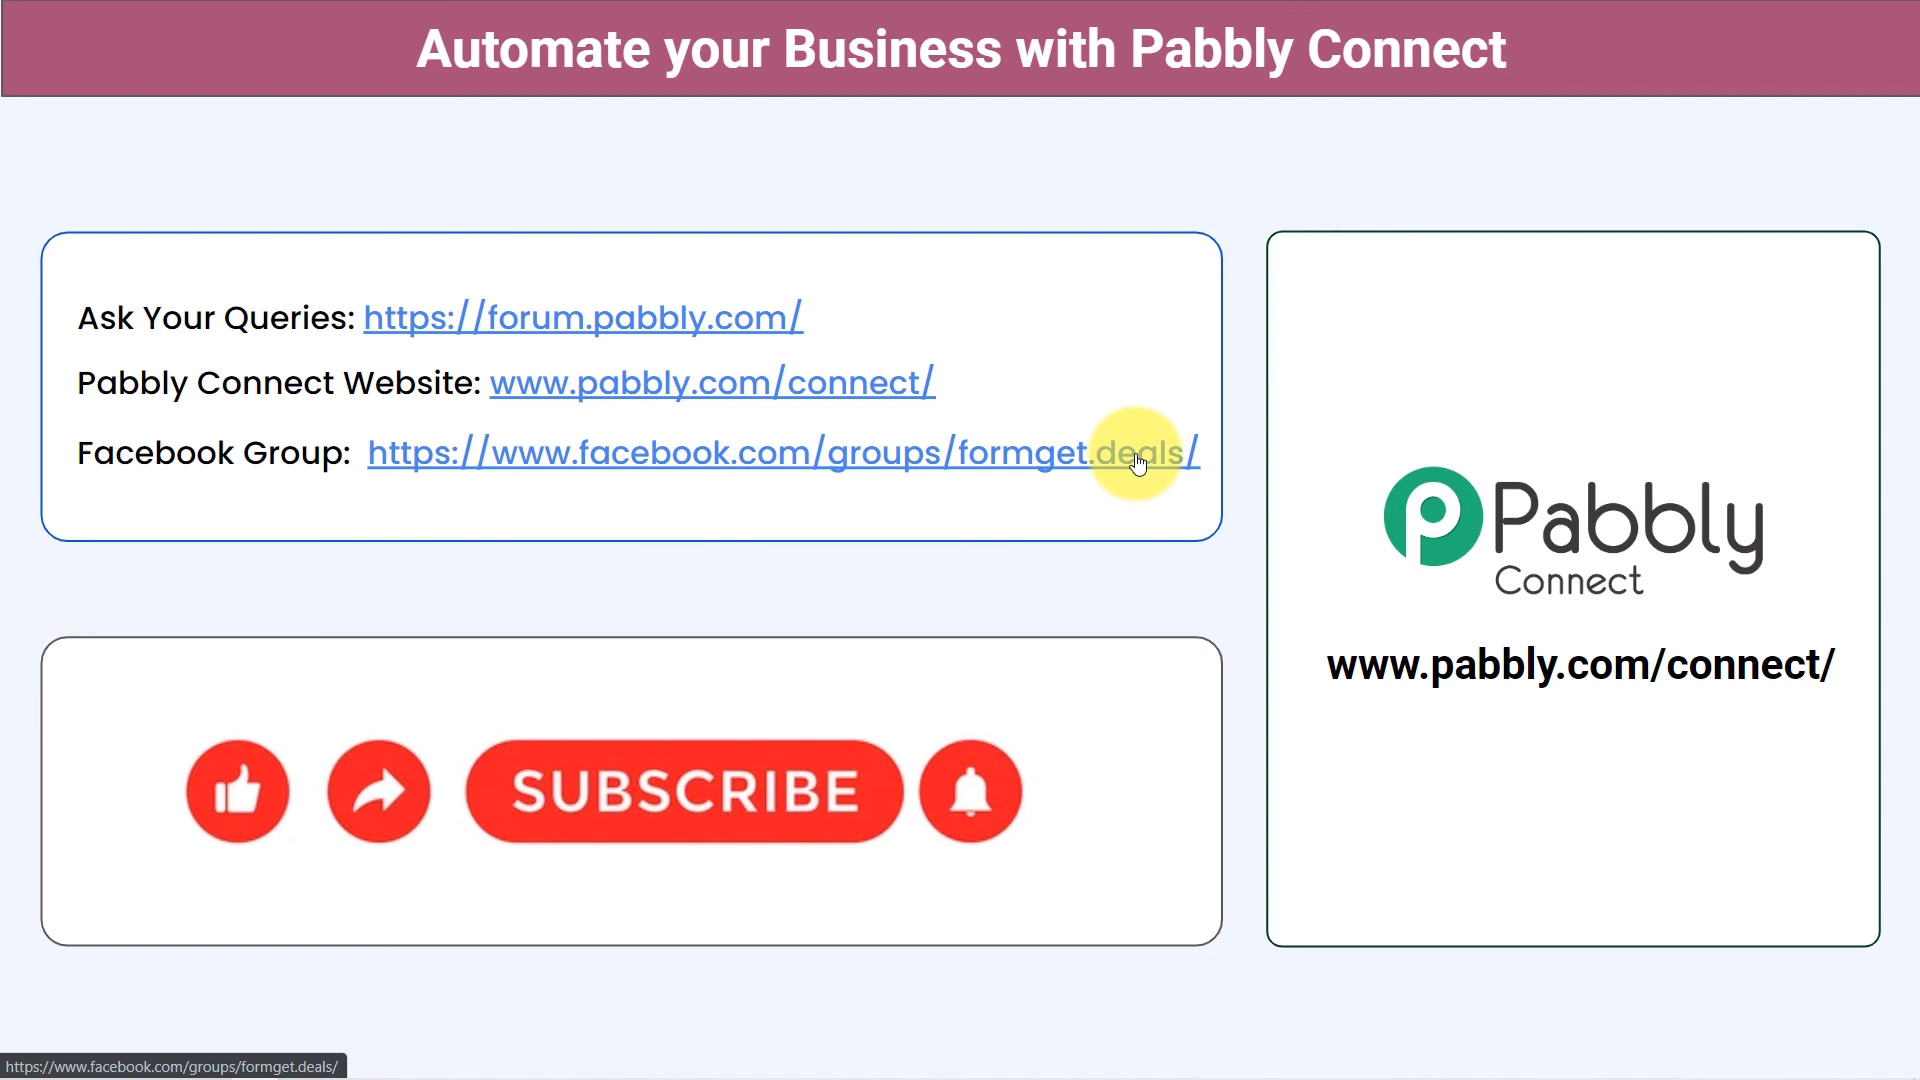 Automate your Business with Pabbly Connect
Ask Your Queries: https://forum.pabbly.com/
Pabbly Connect Website: www.pabbly.com/connect/
Facebook Group: https://www.facebook.com/groups/formget.deals/
Pabbly
Connect
www.pabbly.com/connect/
SUBSCRIBE
https://www.facebook.com/groups/formget.deals/